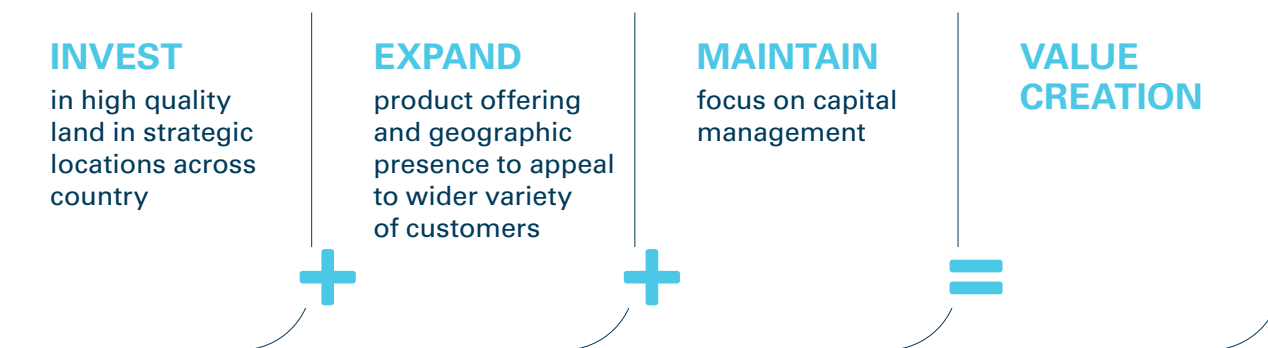 INVEST
in high quality
land in strategic
locations across
country
EXPAND
product offering
and geographic
presence to appeal
to wider variety
of customers
MAINTAIN
focus on capital
management
VALUE
CREATION
+
+
=